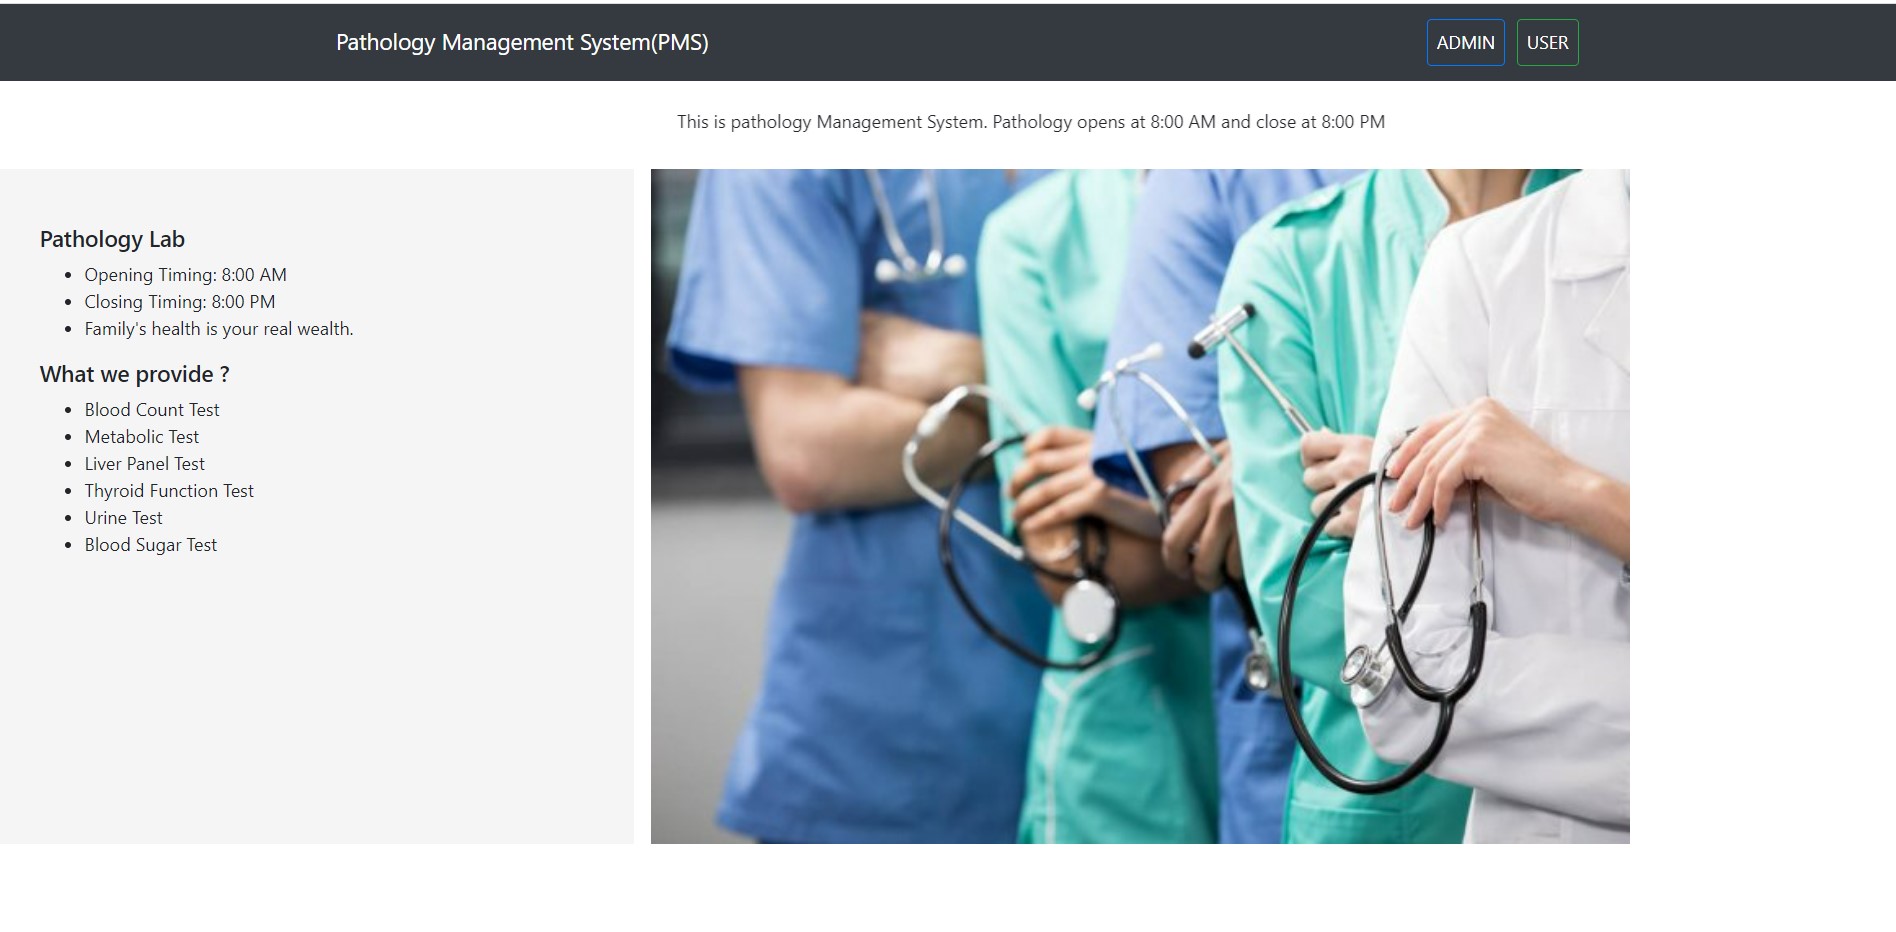 Pathology Management System(PMS)
ADMIN
USER
This is pathology Management System. Pathology opens at 8:00 AM and close at 8:00 PM
Pathology Lab
Opening Timing: 8:00 AM
Closing Timing: 8:00 PM
Family's health is your real wealth.
What we provide ?
Blood Count Test
Metabolic Test
Liver Panel Test
Thyroid Function Test
Urine Test
Blood Sugar Test